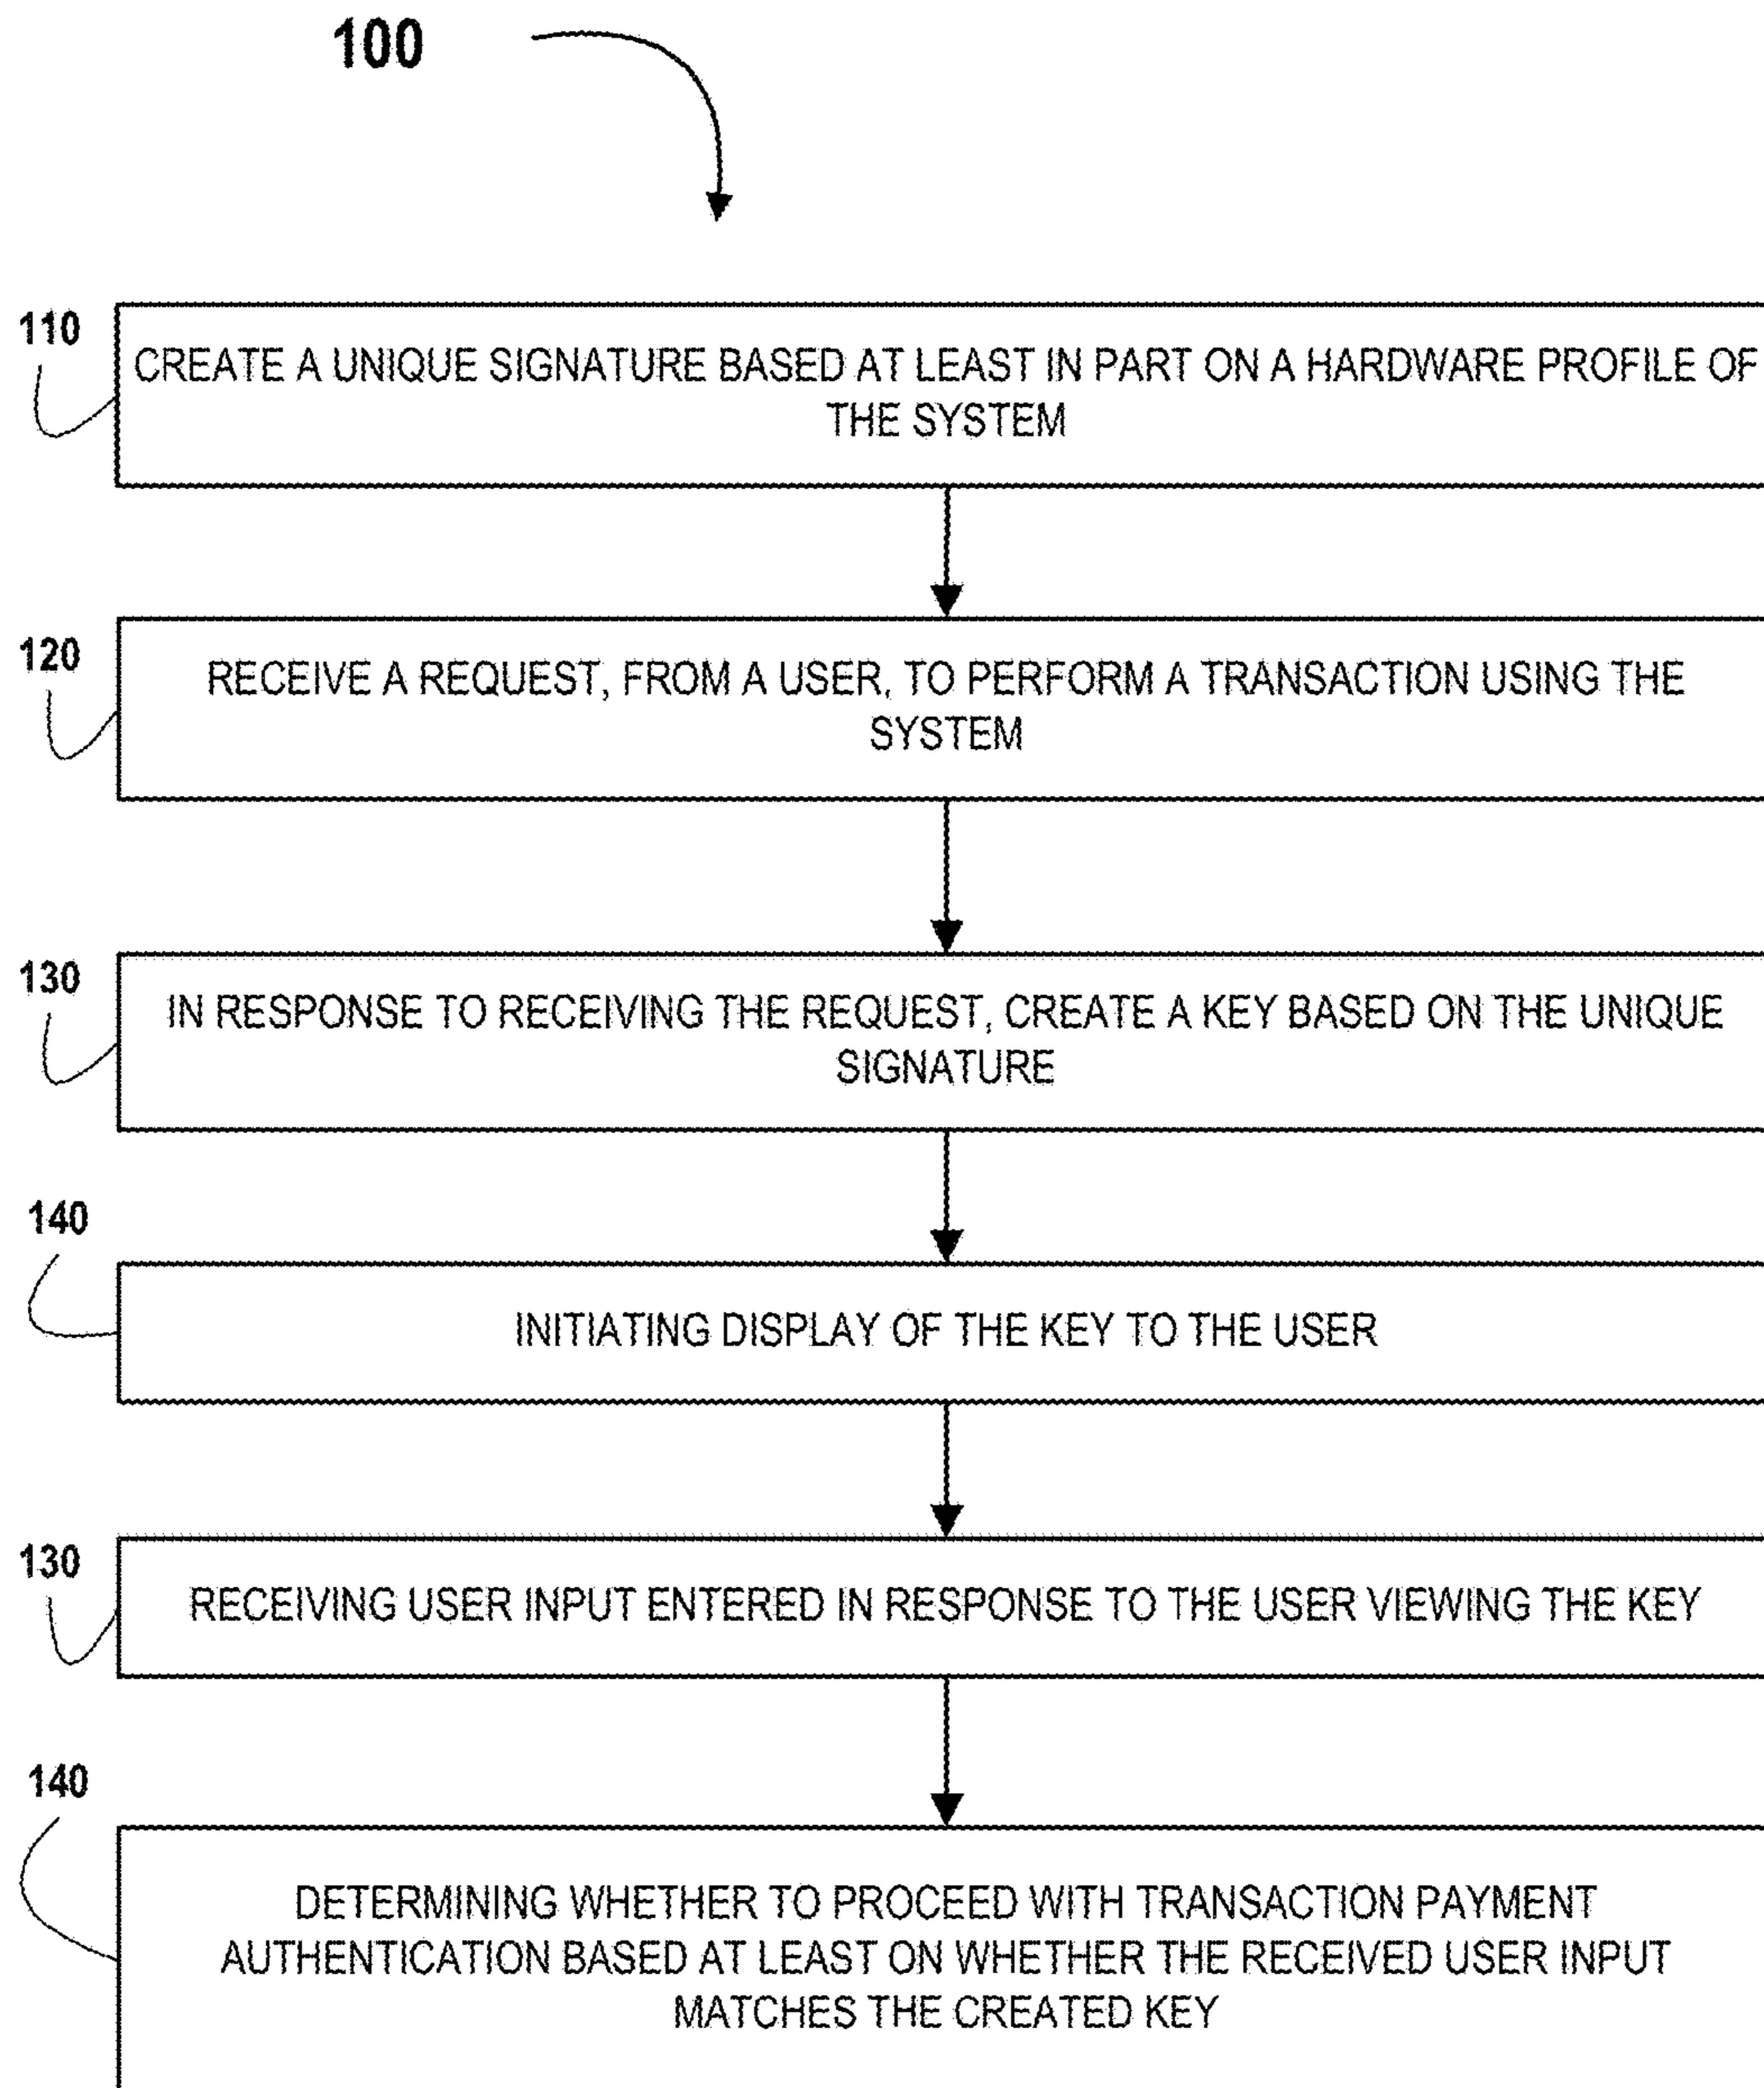 100
110
CREATE A UNIQUE SIGNATURE BASED AT LEAST IN PART ON A HARDWARE PROFILE OF
THE SYSTEM
120
RECEIVE A REQUEST, FROM A USER, TO PERFORM A TRANSACTION USING THE
SYSTEM
130
IN RESPONSE TO RECEIVING THE REQUEST, CREATE A KEY BASED ON THE UNIQUE
SIGNATURE
140
INITIATING DISPLAY OF THE KEY TO THE USER
130
RECEIVING USER INPUT ENTERED IN RESPONSE TO THE USER VIEWING THE KEY
140
DETERMINING WHETHER TO PROCEED WITH TRANSACTION PAYMENT
AUTHENTICATION BASED AT LEAST ON WHETHER THE RECEIVED USER INPUT
MATCHES THE CREATED KEY